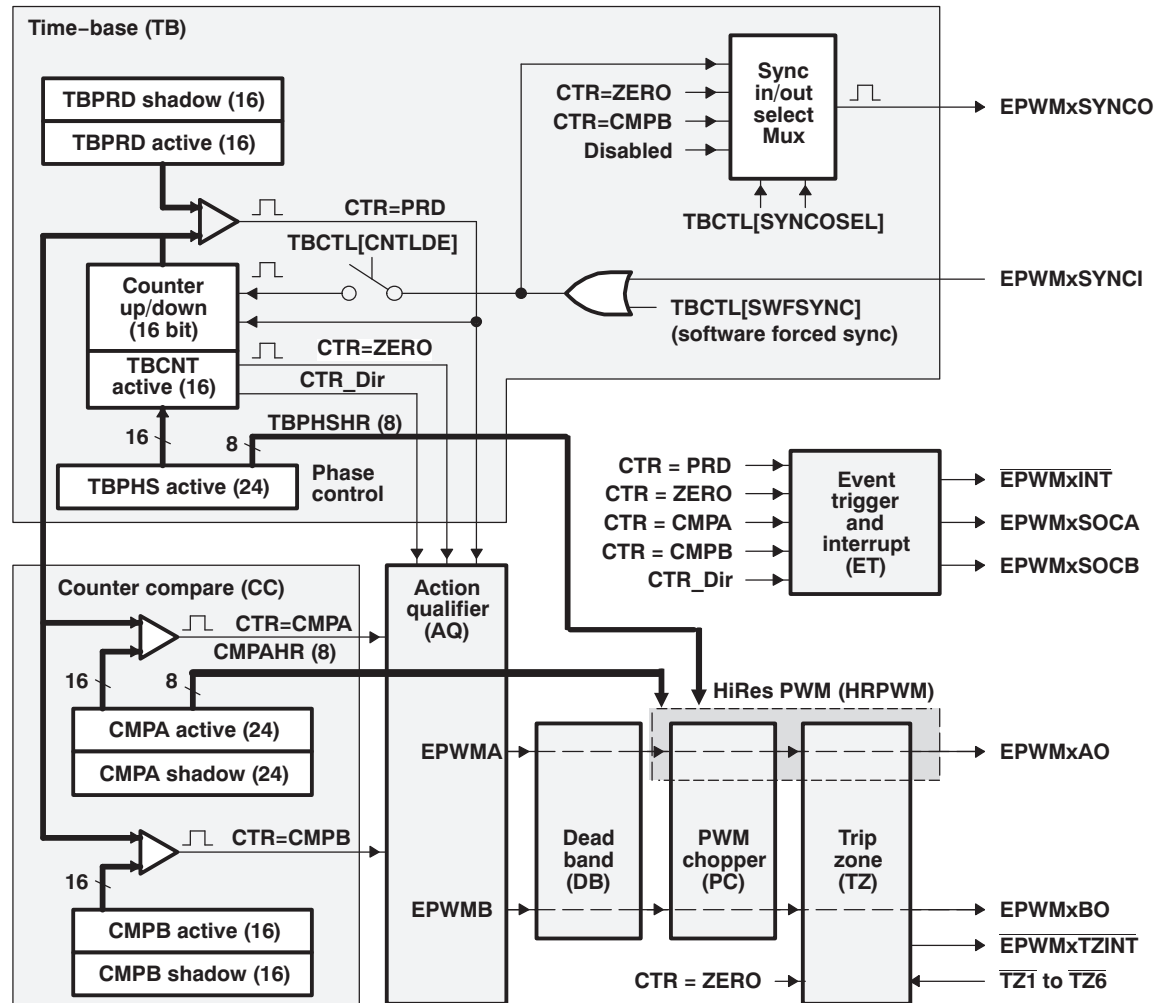 Time−base (TB)
TBPRD shadow (16)
TBPRD active (16)
CTR=PRD
TBCTL[CNTLDE]
Counter
up/down
(16 bit)
TBCNT
active (16)
CTR=ZERO
CTR_Dir
16
8
TBPHSHR (8)
TBPHS active (24)
Phase
control
CTR=ZERO
CTR=CMPB
Disabled
Sync
in/out
select
Mux
TBCTL[SYNCOSEL]
EPWMxSYNCO
EPWMxSYNCI
TBCTL[SWFSYNC]
(software forced sync)
CTR = PRD
CTR = ZERO
CTR = CMPA
CTR = CMPB
CTR_Dir
Event
trigger
and
interrupt
(ET)
EPWMxINT
EPWMxSOCA
EPWMxSOCB
Counter compare (CC)
CTR=CMPA
CMPAHR (8)
16
8
CMPA active (24)
CMPA shadow (24)
CTR=CMPB
16
CMPB active (16)
CMPB shadow (16)
Action
qualifier
(AQ)
EPWMA
EPWMB
HiRes PWM (HRPWM)
Dead
band
(DB)
PWM
chopper
(PC)
Trip
zone
(TZ)
CTR = ZERO
EPWMxAO
EPWMxBO
EPWMxTZINT
TZ1 to TZ6